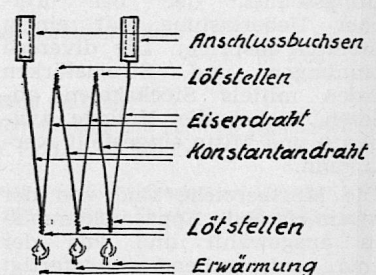 Anschlussbuchsen
Lötstellen
Eisendraht
Konstantandraht
Lötstellen
Erwärmung